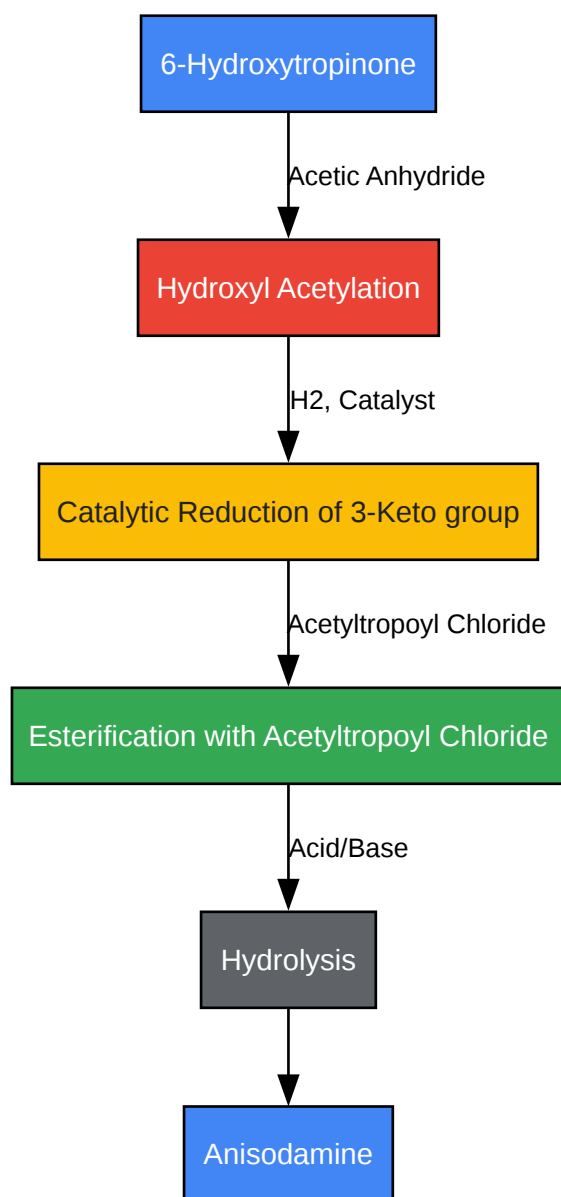 6-Hydroxytropinone
Acetic Anhydride
Hydroxyl Acetylation
H2, Catalyst
Catalytic Reduction of 3-Keto group
Acetyltropoyl Chloride
Esterification with Acetyltropoyl Chloride
Acid/Base
Hydrolysis
Anisodamine